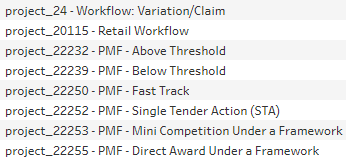 project_24 - Workflow: Variation/Claim
project_20115 - Retail Workflow
project_22232 - PMF - Above Threshold
project_22239 - PMF - Below Threshold
project_22250 - PMF - Fast Track
project_22252 - PMF - Single Tender Action (STA)
project_22253 - PMF - Mini Competition Under a Framework
project_22255 - PMF - Direct Award Under a Framework